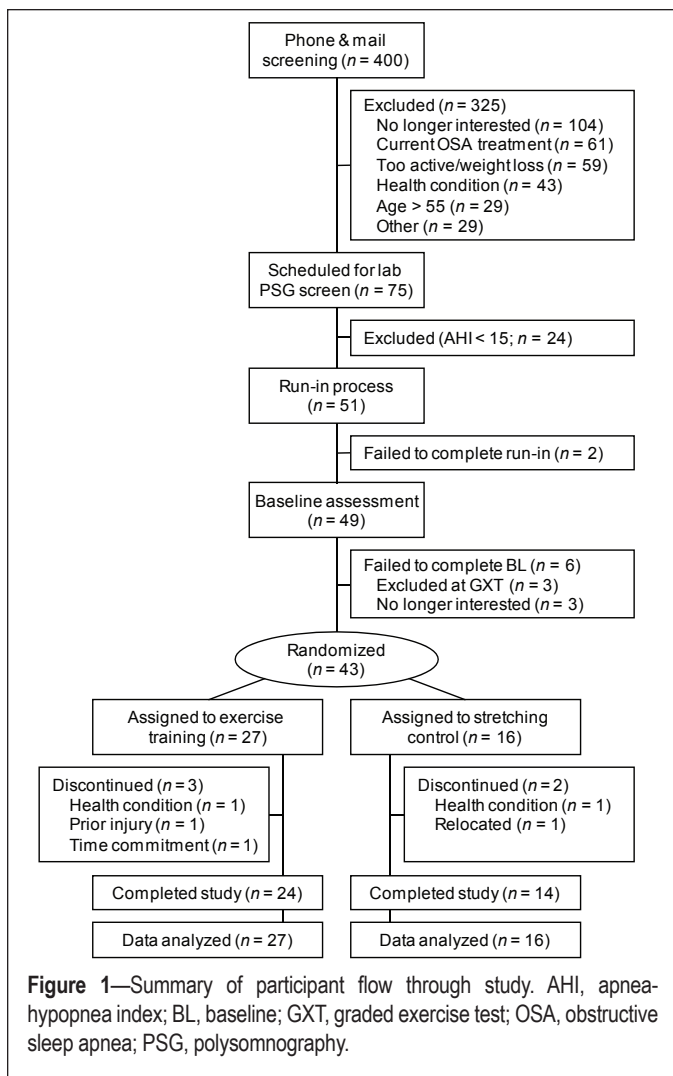 Phone & mail
screening (n = 400)
Excluded (n = 325)
No longer interested (n = 104)
Current OSA treatment (n = 61)
Too active/weight loss (n = 59)
Health condition (n = 43)
Age > 55 (n = 29)
Other (n = 29)
Scheduled for lab
PSG screen (n = 75)
Excluded (AHI < 15; n = 24)
Run-in process
(n = 51)
Failed to complete run-in (n = 2)
Baseline assessment
(n = 49)
Failed to complete BL (n = 6)
Excluded at GXT (n = 3)
No longer interested (n = 3)
Randomized
(n = 43)
Assigned to exercise
training (n = 27)
Assigned to stretching
control (n = 16)
Discontinued (n = 3)
Health condition (n = 1)
Prior injury (n = 1)
Time commitment (n = 1)
Discontinued (n = 2)
Health condition (n = 1)
Relocated (n = 1)
Completed study (n = 24)
Completed study (n = 14)
Data analyzed (n = 27)
Data analyzed (n = 16)
Figure 1—Summary of participant flow through study. AHI, apnea-
hypopnea index; BL, baseline; GXT, graded exercise test; OSA, obstructive
sleep apnea; PSG, polysomnography.